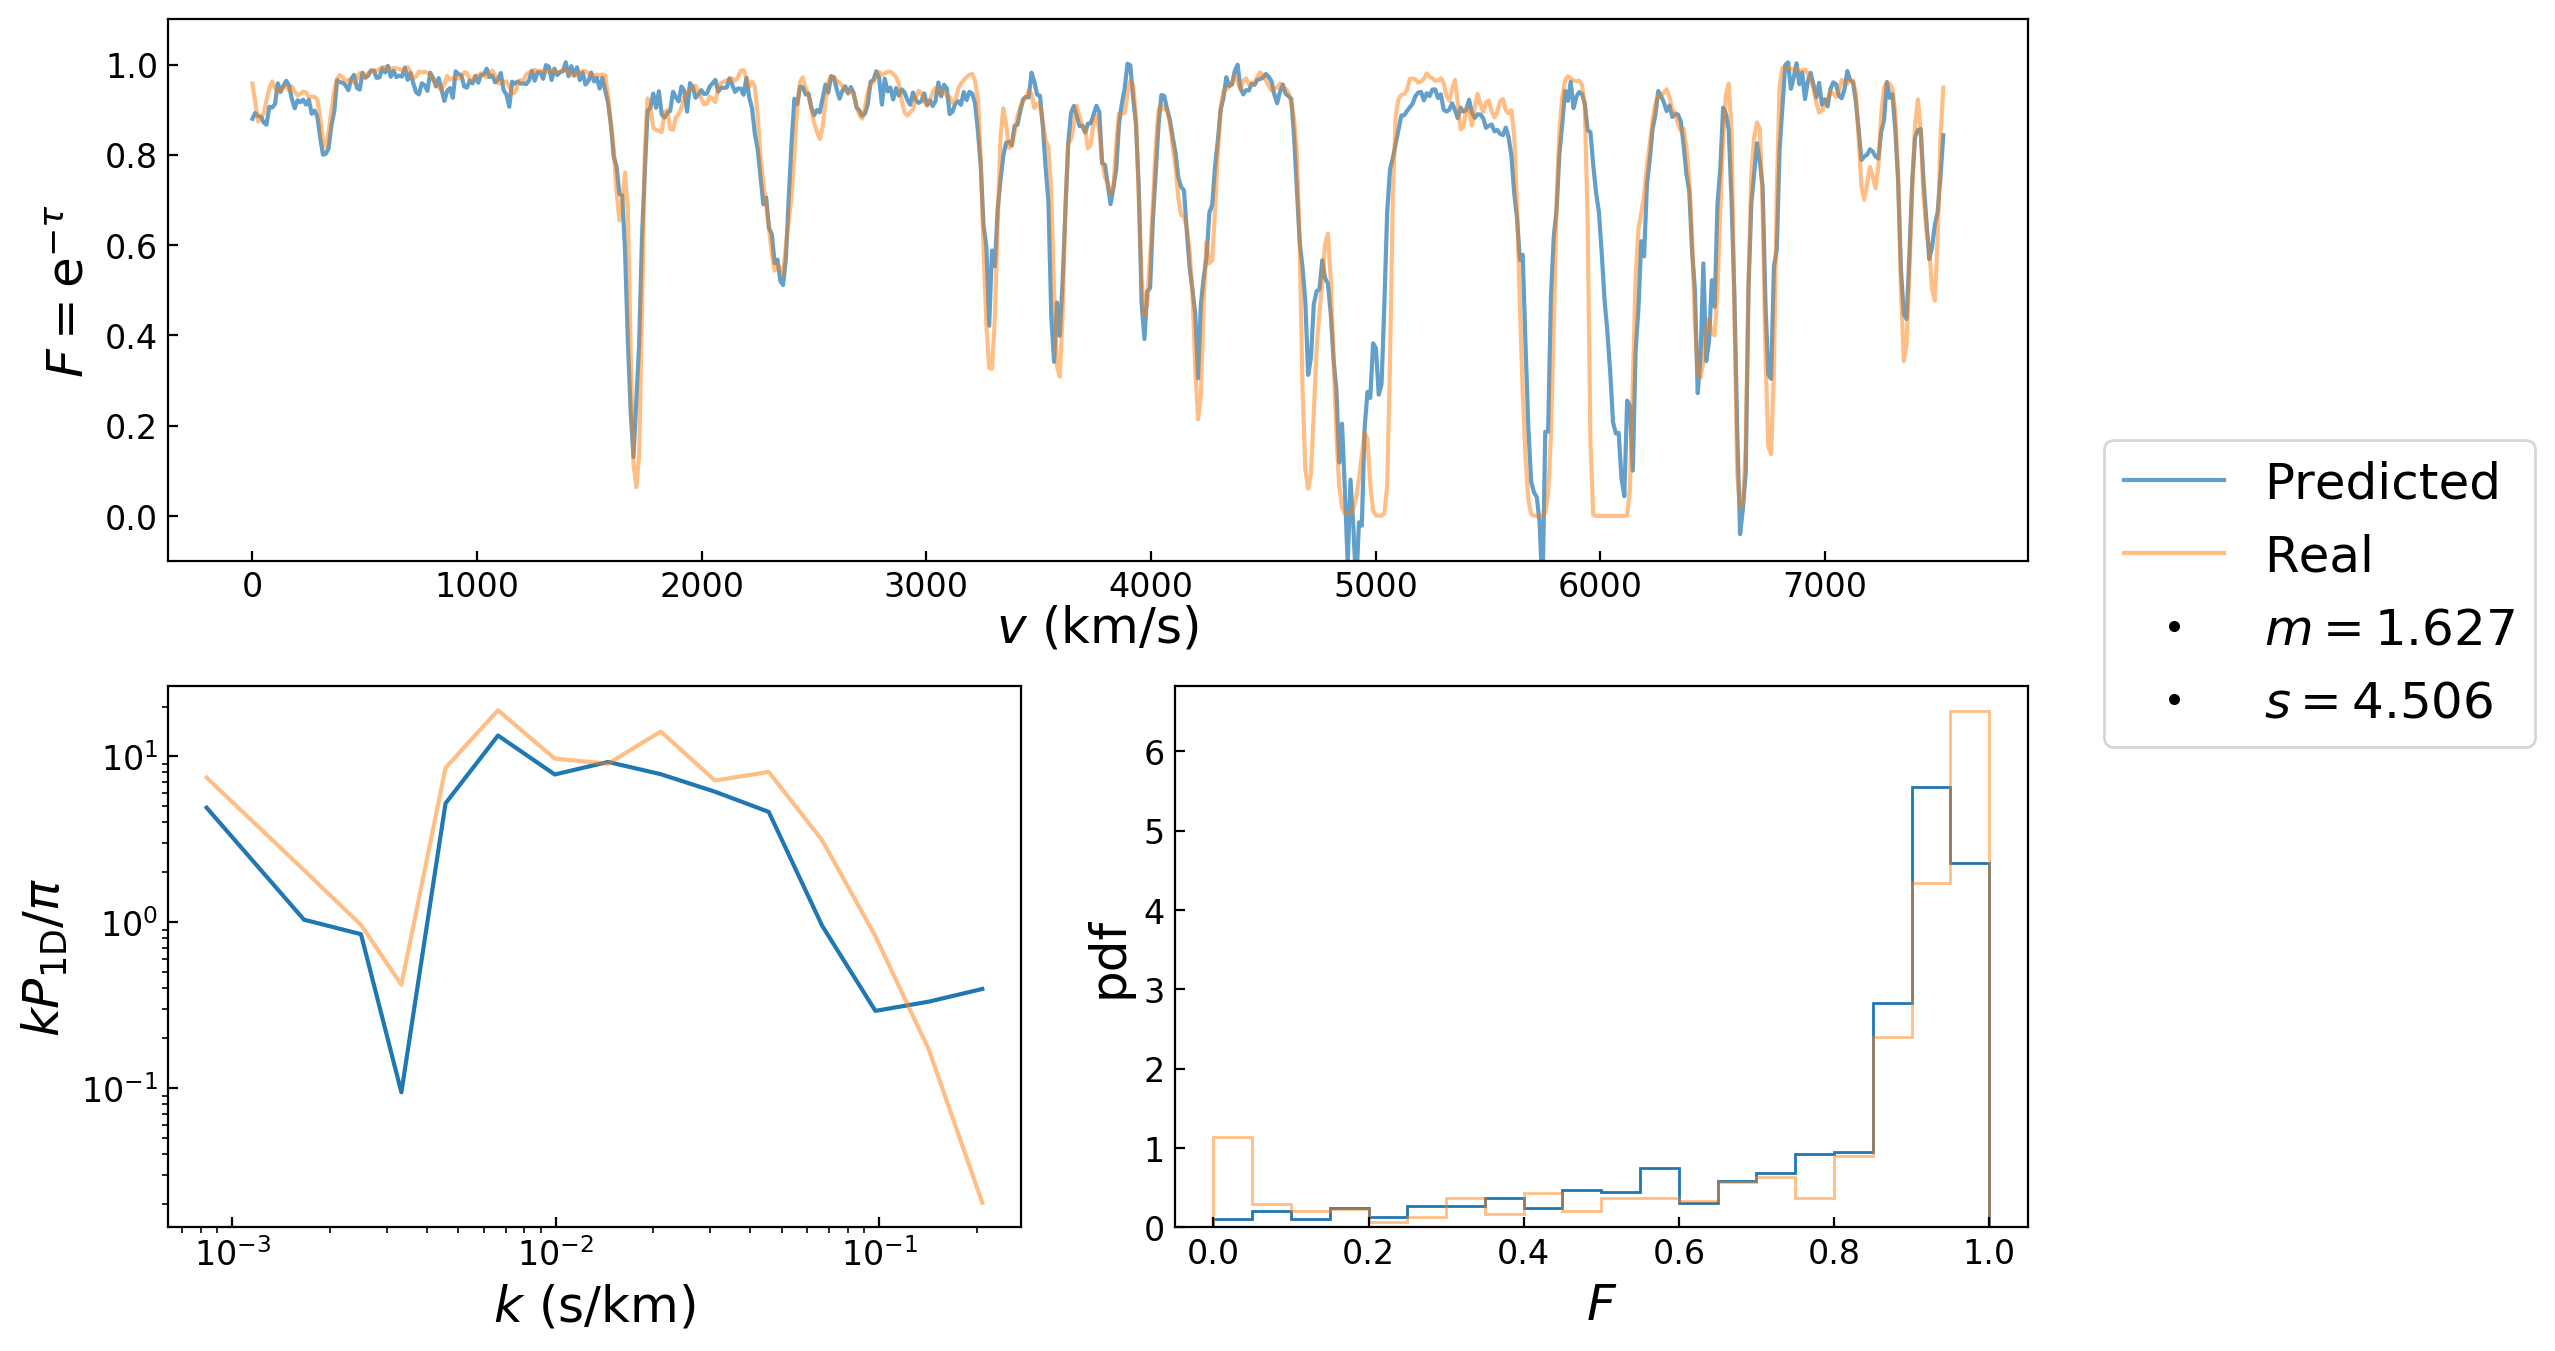 1.0
0.8
0.6
0.4
0.2
0.0
F = e^{−τ}
0 1000 2000 3000 4000 5000 6000 7000
v (km/s)
Predicted
Real
m = 1.627
s = 4.506
10^1
10^0
10^{−1}
kP_{1D}/π
10^{−3} 10^{−2} 10^{−1}
k (s/km)
6
5
4
3
2
1
0
pdf
0.0 0.2 0.4 0.6 0.8 1.0
F